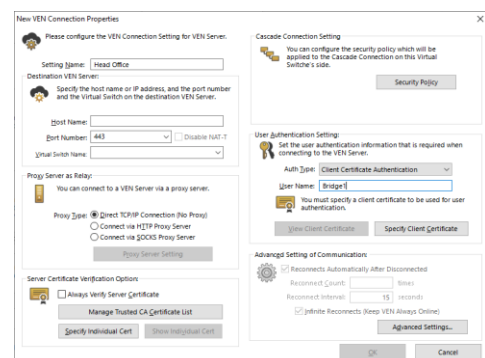 New VEN Connection Properties
Please configure the VEN Connection Setting for VEN Server.
Setting Name: Head Office
Destination VEN Server:
Specify the host name or IP address, and the port number
and the Virtual Switch on the destination VEN Server.
Host Name:
Port Number: 443 Disable NAT-T
Virtual Switch Name:
Proxy Server as Relay:
You can connect to a VEN Server via a proxy server.
Proxy Type: Direct TCP/IP Connection (No Proxy)
Connect via HTTP Proxy Server
Connect via SOCKS Proxy Server
Proxy Server Setting
Server Certificate Verification Option:
Always Verify Server Certificate
Manage Trusted CA Certificate List
Specify Individual Cert Show Individual Cert
Cascade Connection Setting
You can configure the security policy which will be
applied to the Cascade Connection on this Virtual
Switche's side.
Security Policy
User Authentication Setting:
Set the user authentication information that is required when
connecting to the VEN Server.
Auth Type: Client Certificate Authentication
User Name: Bridge1
You must specify a client certificate to be used for user
authentication.
View Client Certificate Specify Client Certificate
Advanced Setting of Communication:
Reconnects Automatically After Disconnected
Reconnect Count: times
Reconnect Interval: 15 seconds
Infinite Reconnects (Keep VEN Always Online)
Advanced Settings...
OK Cancel